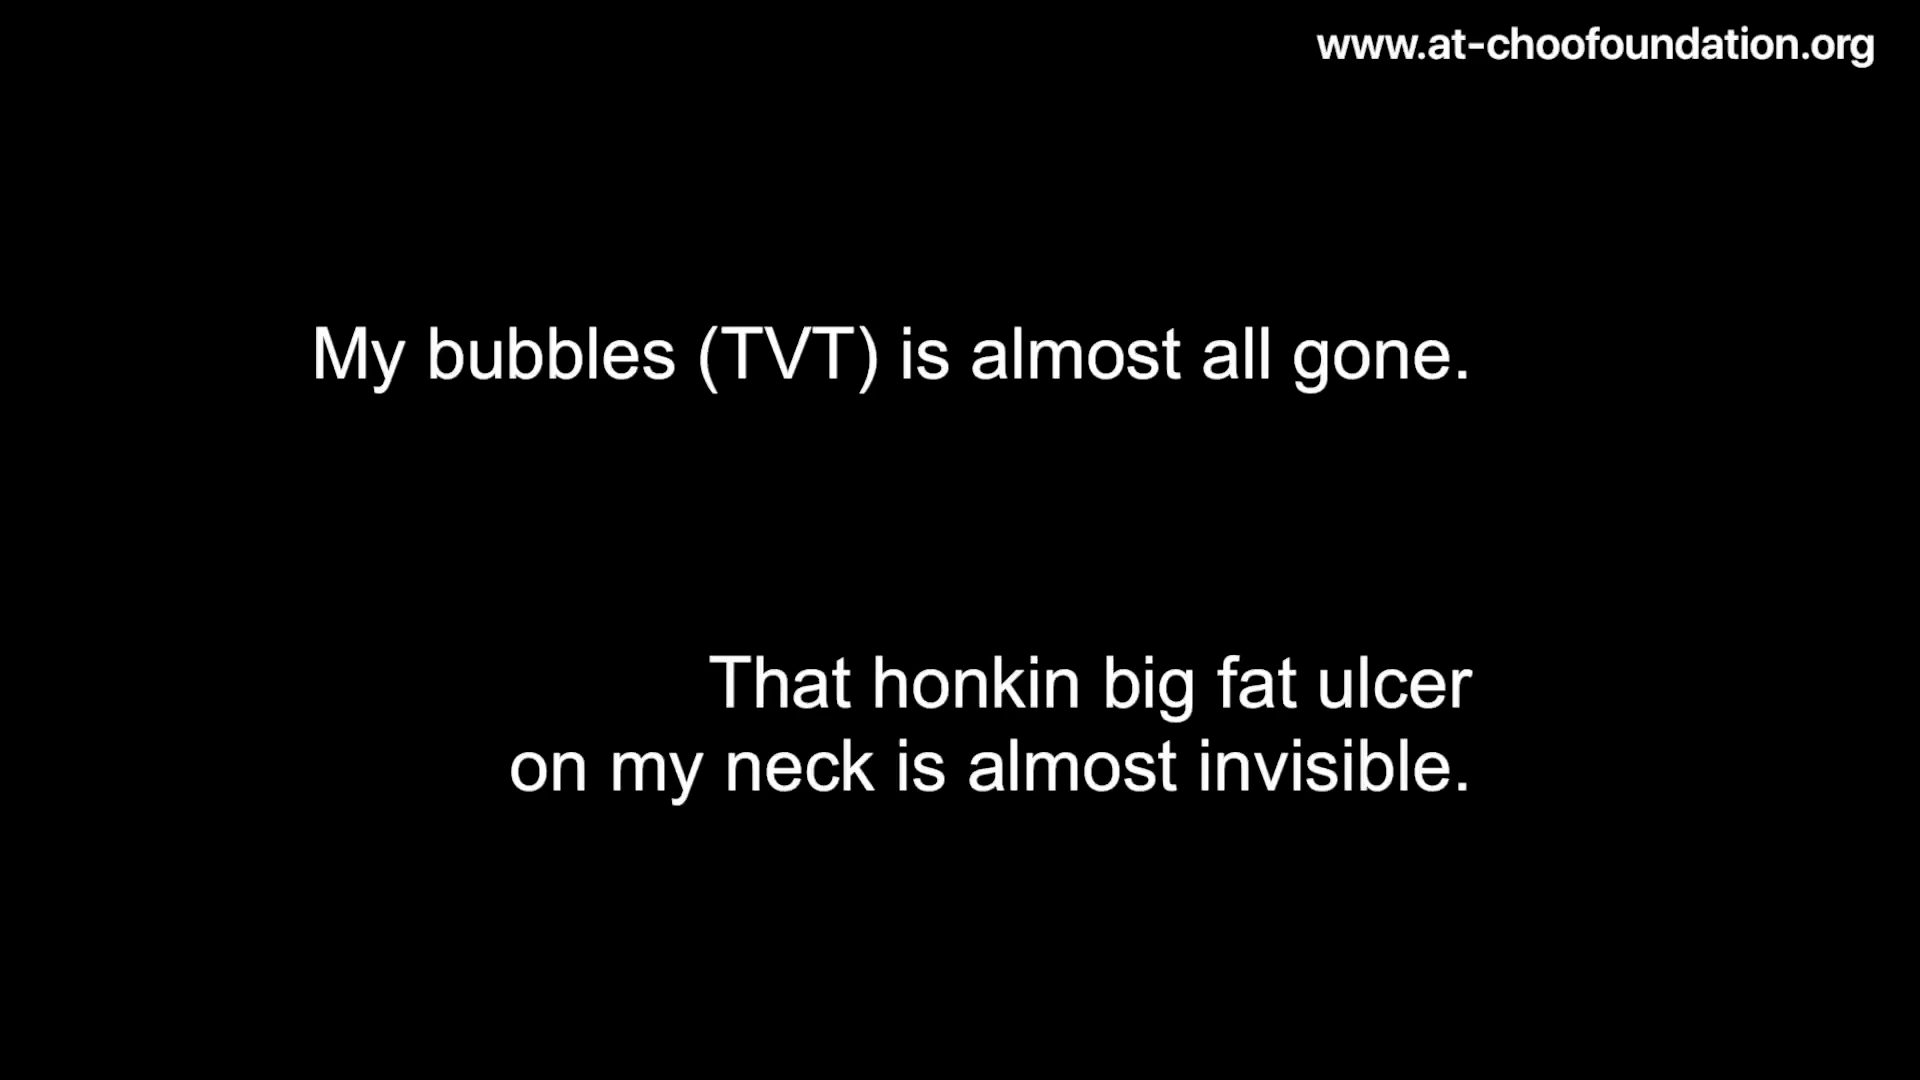 www.at-choofoundation.org
My bubbles (TVT) is almost all gone.
That honkin big fat ulcer
on my neck is almost invisible.